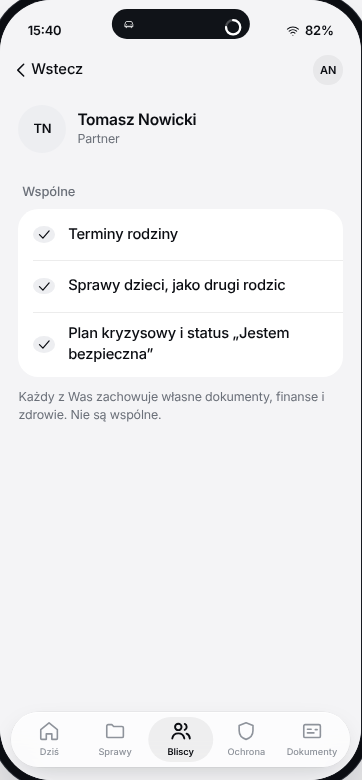 15:40
82%
Wstecz
AN
TN
Tomasz Nowicki
Partner
Wspólne
Terminy rodziny
Sprawy dzieci, jako drugi rodzic
Plan kryzysowy i status „Jestem
bezpieczna”
Każdy z Was zachowuje własne dokumenty, finanse i
zdrowie. Nie są wspólne.
Dziś
Sprawy
Bliscy
Ochrona
Dokumenty